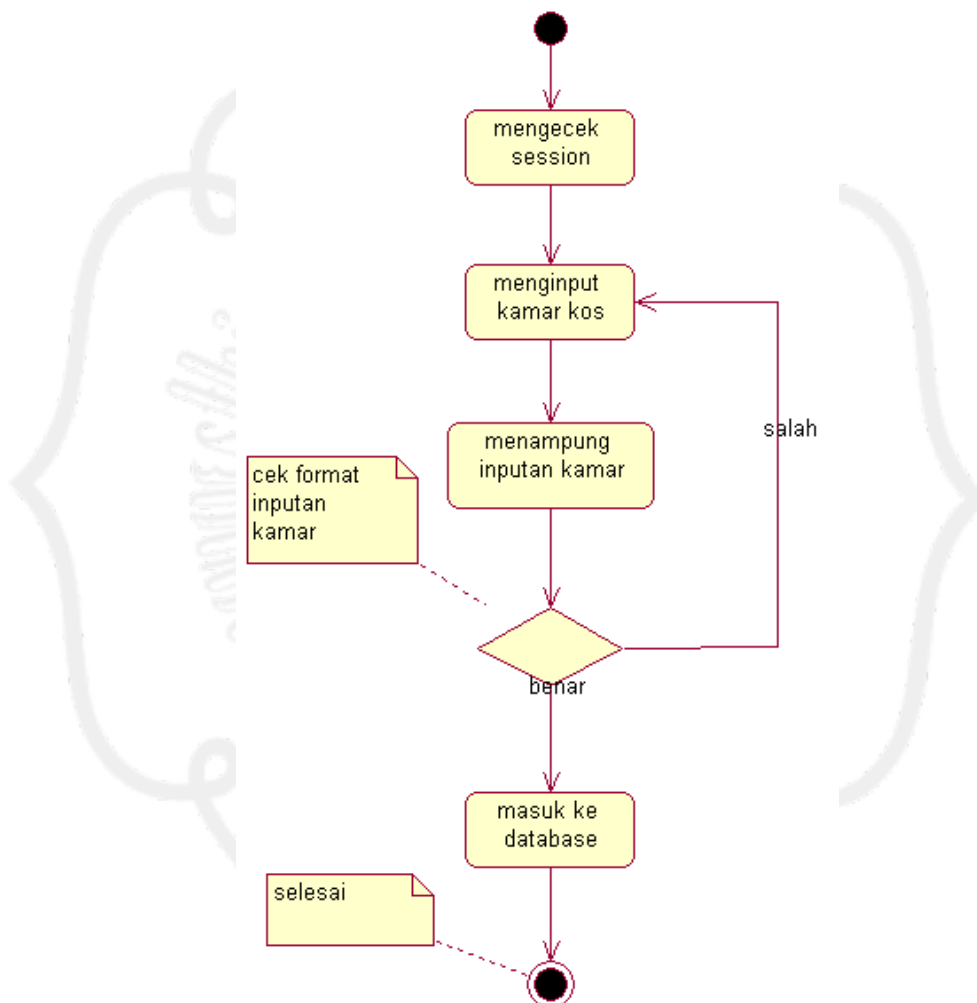 mengecek
session
menginput
kamar kos
salah
menampung
inputan kamar
cek format
inputan
kamar
benar
masuk ke
database
selesai